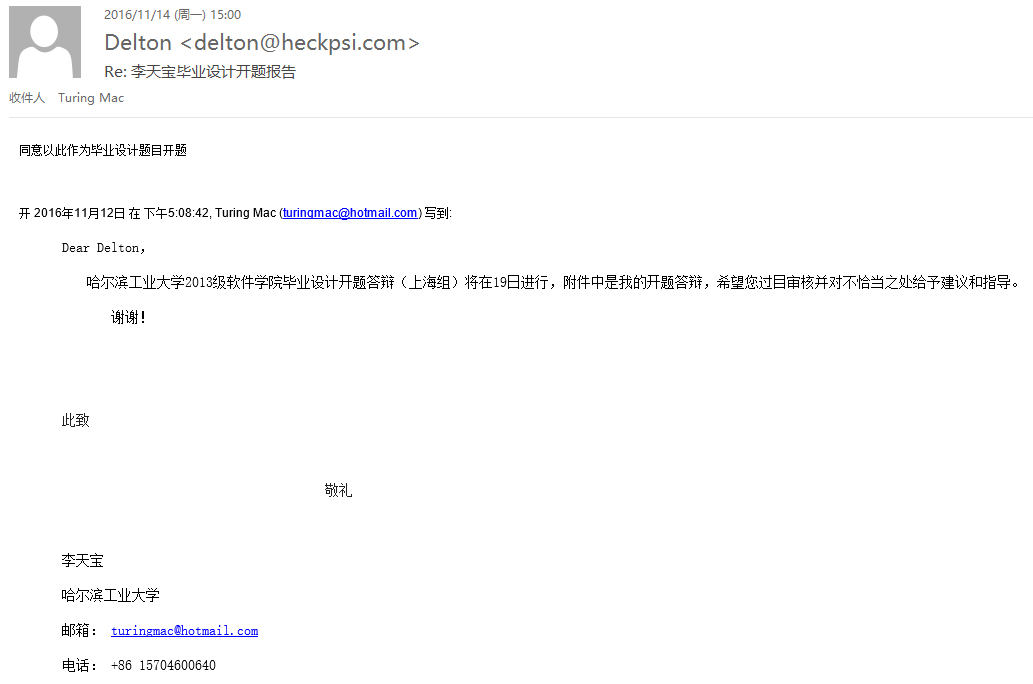 2016/11/14 (周一) 15:00
Delton <delton@heckpsi.com>
Re: 李天宝毕业设计开题报告
收件人 Turing Mac
同意以此作为毕业设计题目开题
开 2016年11月12日 在 下午5:08:42, Turing Mac (turingmac@hotmail.com) 写到:
Dear Delton，
哈尔滨工业大学2013级软件学院毕业设计开题答辩（上海组）将在19日进行，附件中是我的开题答辩，希望您过目审核并对不恰当之处给予建议和指导。
谢谢！
此致
敬礼
李天宝
哈尔滨工业大学
邮箱： turingmac@hotmail.com
电话： +86 15704600640